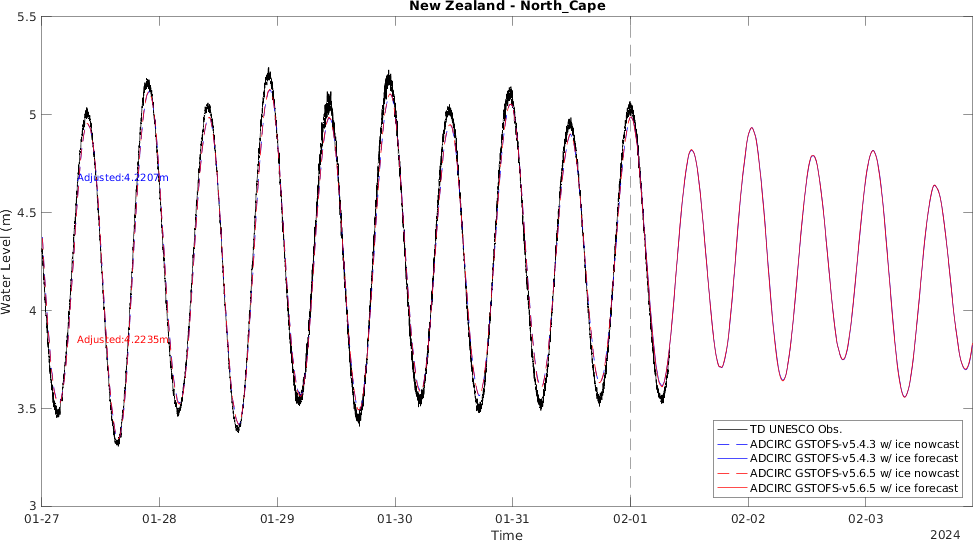 New Zealand - North_Cape
5.5
5
4.5
4
3.5
3
Water Level (m)
Adjusted:4.2207m
Adjusted:4.2235m
TD UNESCO Obs.
ADCIRC GSTOFS-v5.4.3 w/ ice nowcast
ADCIRC GSTOFS-v5.4.3 w/ ice forecast
ADCIRC GSTOFS-v5.6.5 w/ ice nowcast
ADCIRC GSTOFS-v5.6.5 w/ ice forecast
01-27 01-28 01-29 01-30 01-31 02-01 02-02 02-03
Time
2024